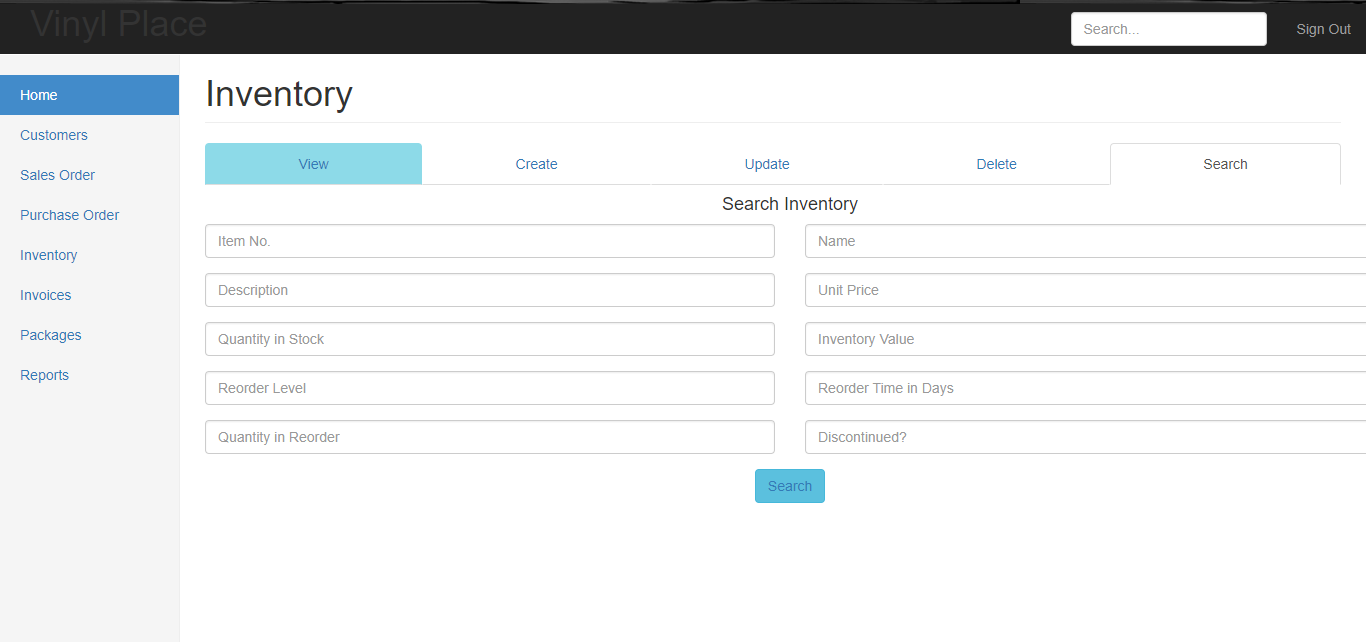 Vinyl Place
Search...
Sign Out
Home
Customers
Sales Order
Purchase Order
Inventory
Invoices
Packages
Reports
Inventory
View Create Update Delete Search
Search Inventory
Item No. Name
Description Unit Price
Quantity in Stock Inventory Value
Reorder Level Reorder Time in Days
Quantity in Reorder Discontinued?
Search